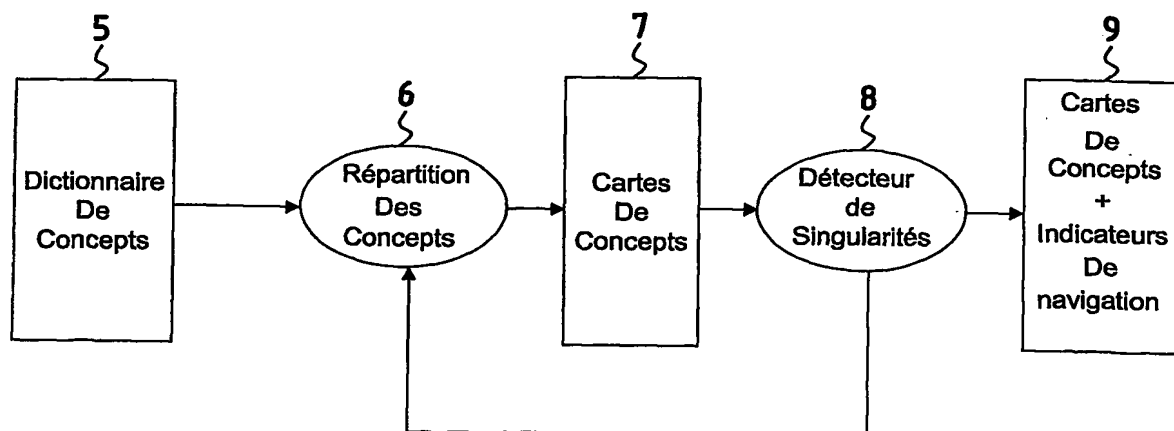 5
Dictionnaire
De
Concepts
6
Répartition
Des
Concepts
7
Cartes
De
Concepts
8
Détecteur
de
Singularités
9
Cartes
De
Concepts
+
Indicateurs
De
navigation